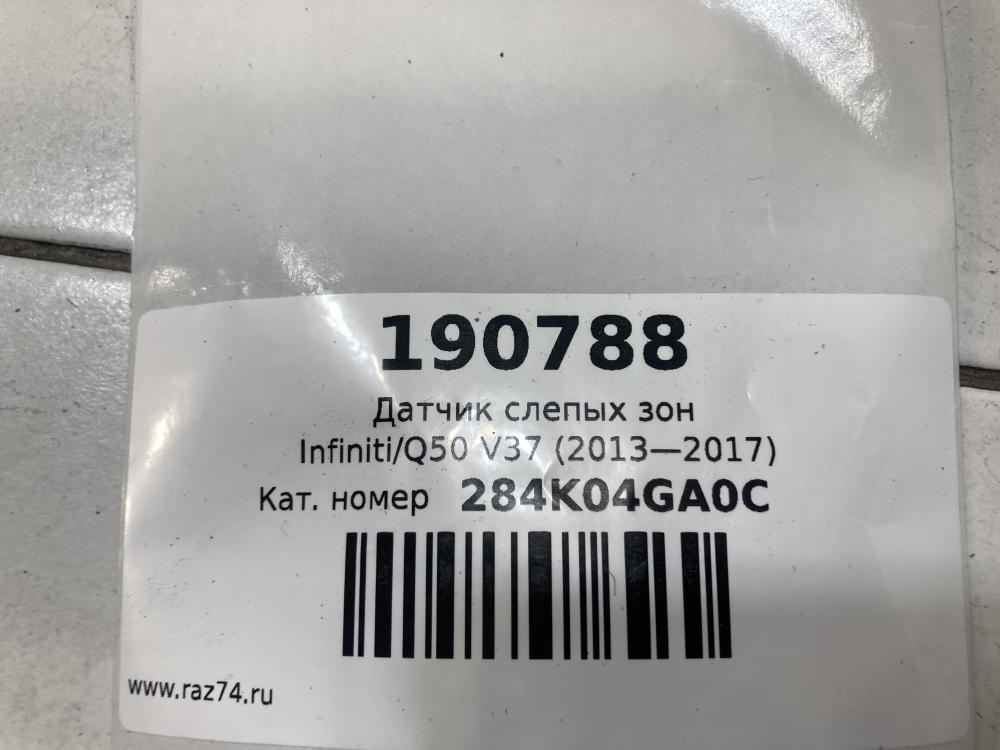 190788
Датчик слепых зон
Infiniti/Q50 V37 (2013—2017)
Кат. номер 284K04GA0C
www.raz74.ru